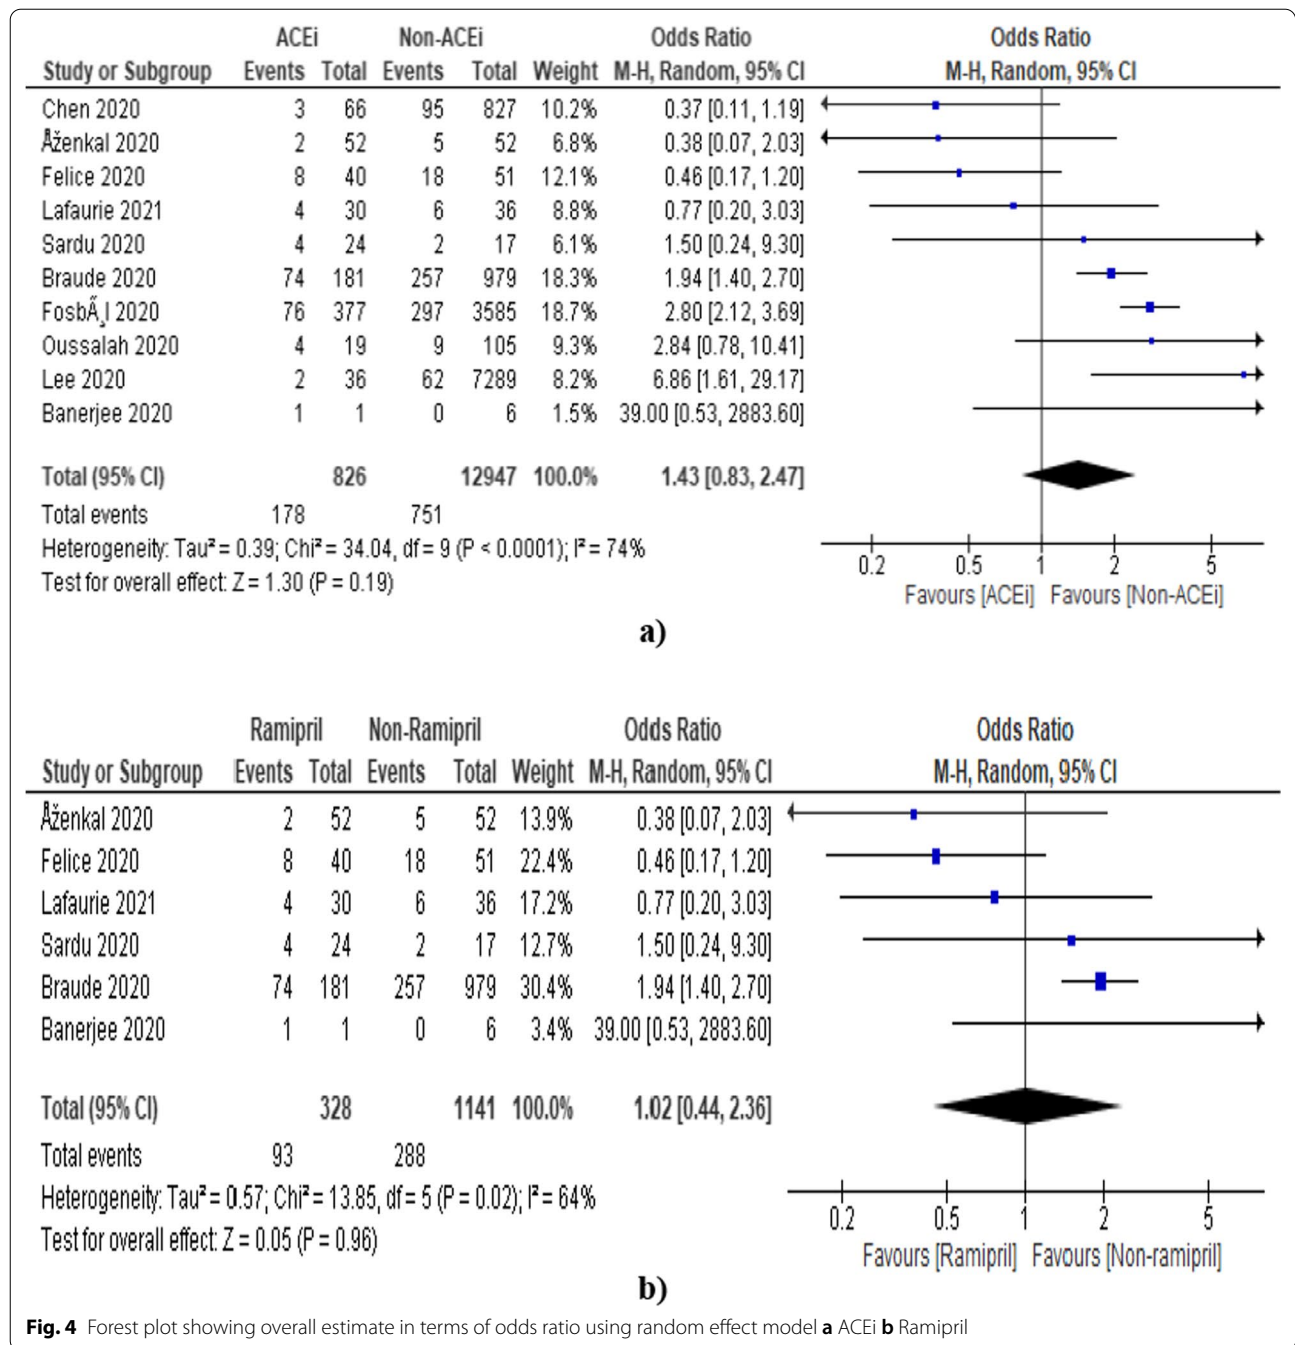 ACEi Non-ACEi Odds Ratio Odds Ratio
Study or Subgroup Events Total Events Total Weight M-H, Random, 95% CI M-H, Random, 95% CI
Chen 2020 3 66 95 827 10.2% 0.37 [0.11, 1.19]
Åženkal 2020 2 52 5 52 6.8% 0.38 [0.07, 2.03]
Felice 2020 8 40 18 51 12.1% 0.46 [0.17, 1.20]
Lafaurie 2021 4 30 6 36 8.8% 0.77 [0.20, 3.03]
Sardu 2020 4 24 2 17 6.1% 1.50 [0.24, 9.30]
Braude 2020 74 181 257 979 18.3% 1.94 [1.40, 2.70]
FosbÃ¸l 2020 76 377 297 3585 18.7% 2.80 [2.12, 3.69]
Oussalah 2020 4 19 9 105 9.3% 2.84 [0.78, 10.41]
Lee 2020 2 36 62 7289 8.2% 6.86 [1.61, 29.17]
Banerjee 2020 1 1 0 6 1.5% 39.00 [0.53, 2883.60]
Total (95% CI) 826 12947 100.0% 1.43 [0.83, 2.47]
Total events 178 751
Heterogeneity: Tau² = 0.39; Chi² = 34.04, df = 9 (P < 0.0001); I² = 74%
Test for overall effect: Z = 1.30 (P = 0.19)
0.2 0.5 1 2 5
Favours [ACEi] Favours [Non-ACEi]
a)
Ramipril Non-Ramipril Odds Ratio Odds Ratio
Study or Subgroup Events Total Events Total Weight M-H, Random, 95% CI M-H, Random, 95% CI
Åženkal 2020 2 52 5 52 13.9% 0.38 [0.07, 2.03]
Felice 2020 8 40 18 51 22.4% 0.46 [0.17, 1.20]
Lafaurie 2021 4 30 6 36 17.2% 0.77 [0.20, 3.03]
Sardu 2020 4 24 2 17 12.7% 1.50 [0.24, 9.30]
Braude 2020 74 181 257 979 30.4% 1.94 [1.40, 2.70]
Banerjee 2020 1 1 0 6 3.4% 39.00 [0.53, 2883.60]
Total (95% CI) 328 1141 100.0% 1.02 [0.44, 2.36]
Total events 93 288
Heterogeneity: Tau² = 0.57; Chi² = 13.85, df = 5 (P = 0.02); I² = 64%
Test for overall effect: Z = 0.05 (P = 0.96)
0.2 0.5 1 2 5
Favours [Ramipril] Favours [Non-ramipril]
b)
Fig. 4 Forest plot showing overall estimate in terms of odds ratio using random effect model a ACEi b Ramipril